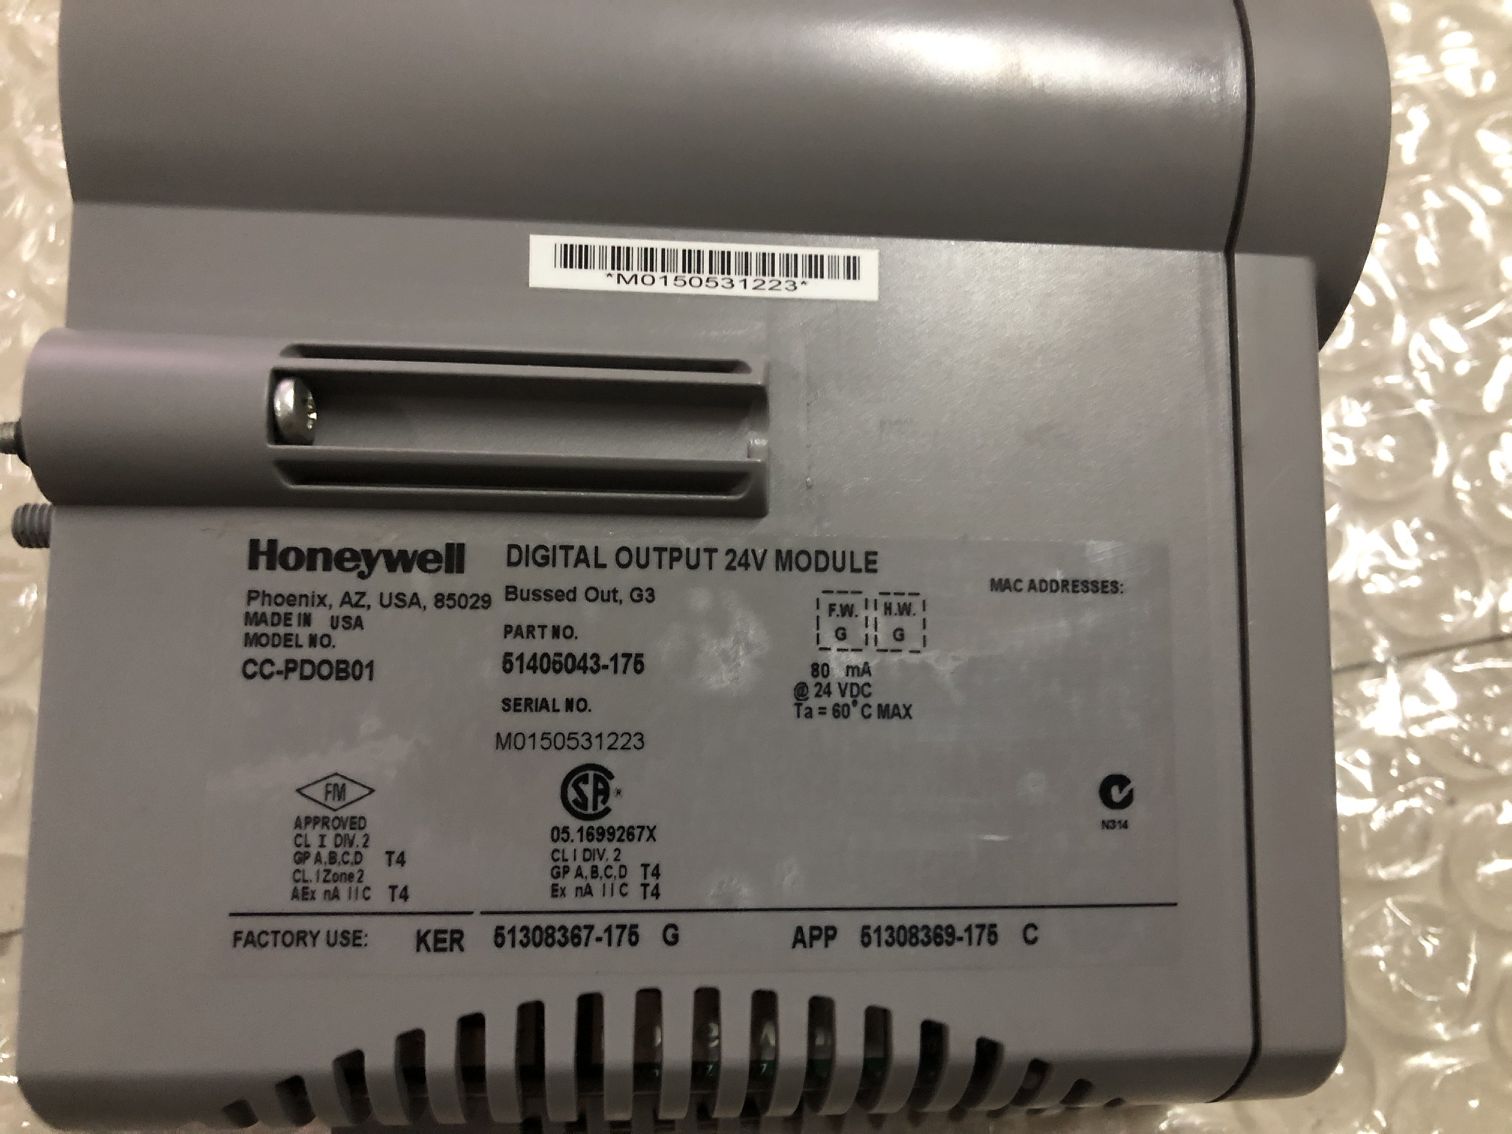 *M0150531223*
Honeywell
Phoenix, AZ, USA, 85029
MADE IN USA
MODEL NO.
CC-PDOB01
DIGITAL OUTPUT 24V MODULE
Bussed Out, G3
PART NO.
51405043-175
SERIAL NO.
M0150531223
F.W. H.W.
G G
80 mA
@ 24 VDC
Ta = 60°C MAX
MAC ADDRESSES:
FM
APPROVED
CL I DIV. 2
GP A,B,C,D T4
CL. I Zone 2
AEx nA IIC T4
SA
05.1699267X
CL I DIV. 2
GP A,B,C,D T4
Ex nA IIC T4
N314
FACTORY USE: KER 51308367-175 G APP 51308369-175 C